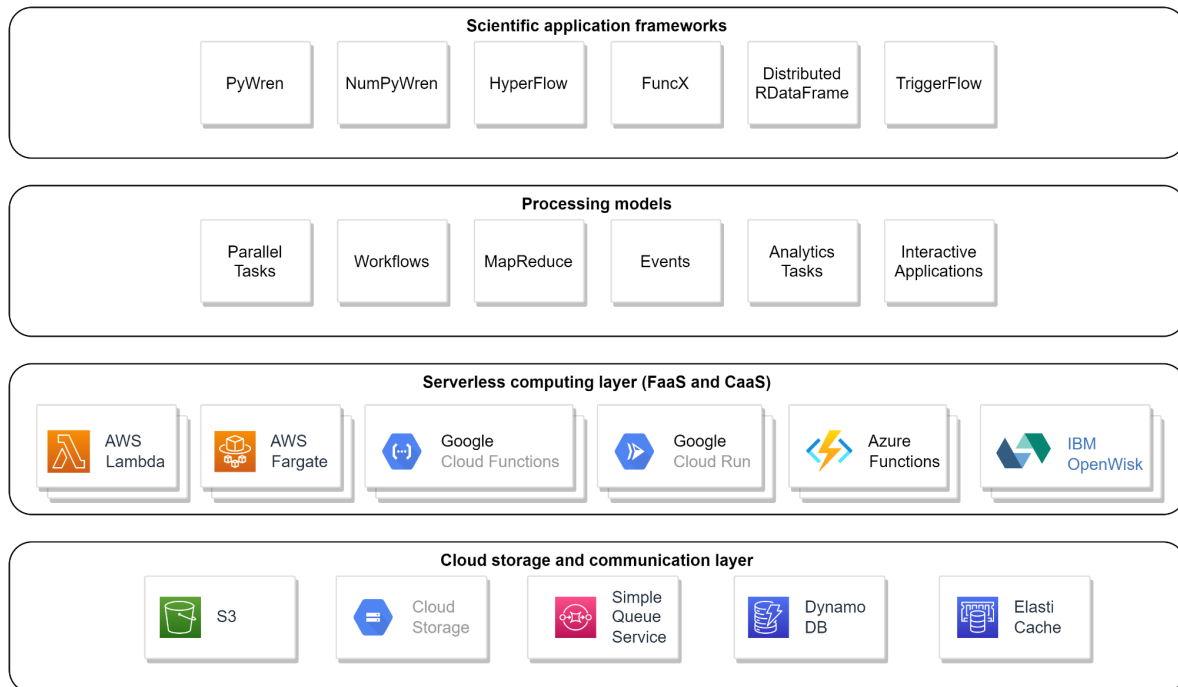 Scientific application frameworks
PyWren
NumPyWren
HyperFlow
FuncX
Distributed
RDataFrame
TriggerFlow
Processing models
Parallel
Tasks
Workflows
MapReduce
Events
Analytics
Tasks
Interactive
Applications
Serverless computing layer (FaaS and CaaS)
AWS
Lambda
AWS
Fargate
Google
Cloud Functions
Google
Cloud Run
Azure
Functions
IBM
OpenWisk
Cloud storage and communication layer
S3
Cloud
Storage
Simple
Queue
Service
Dynamo
DB
Elasti
Cache